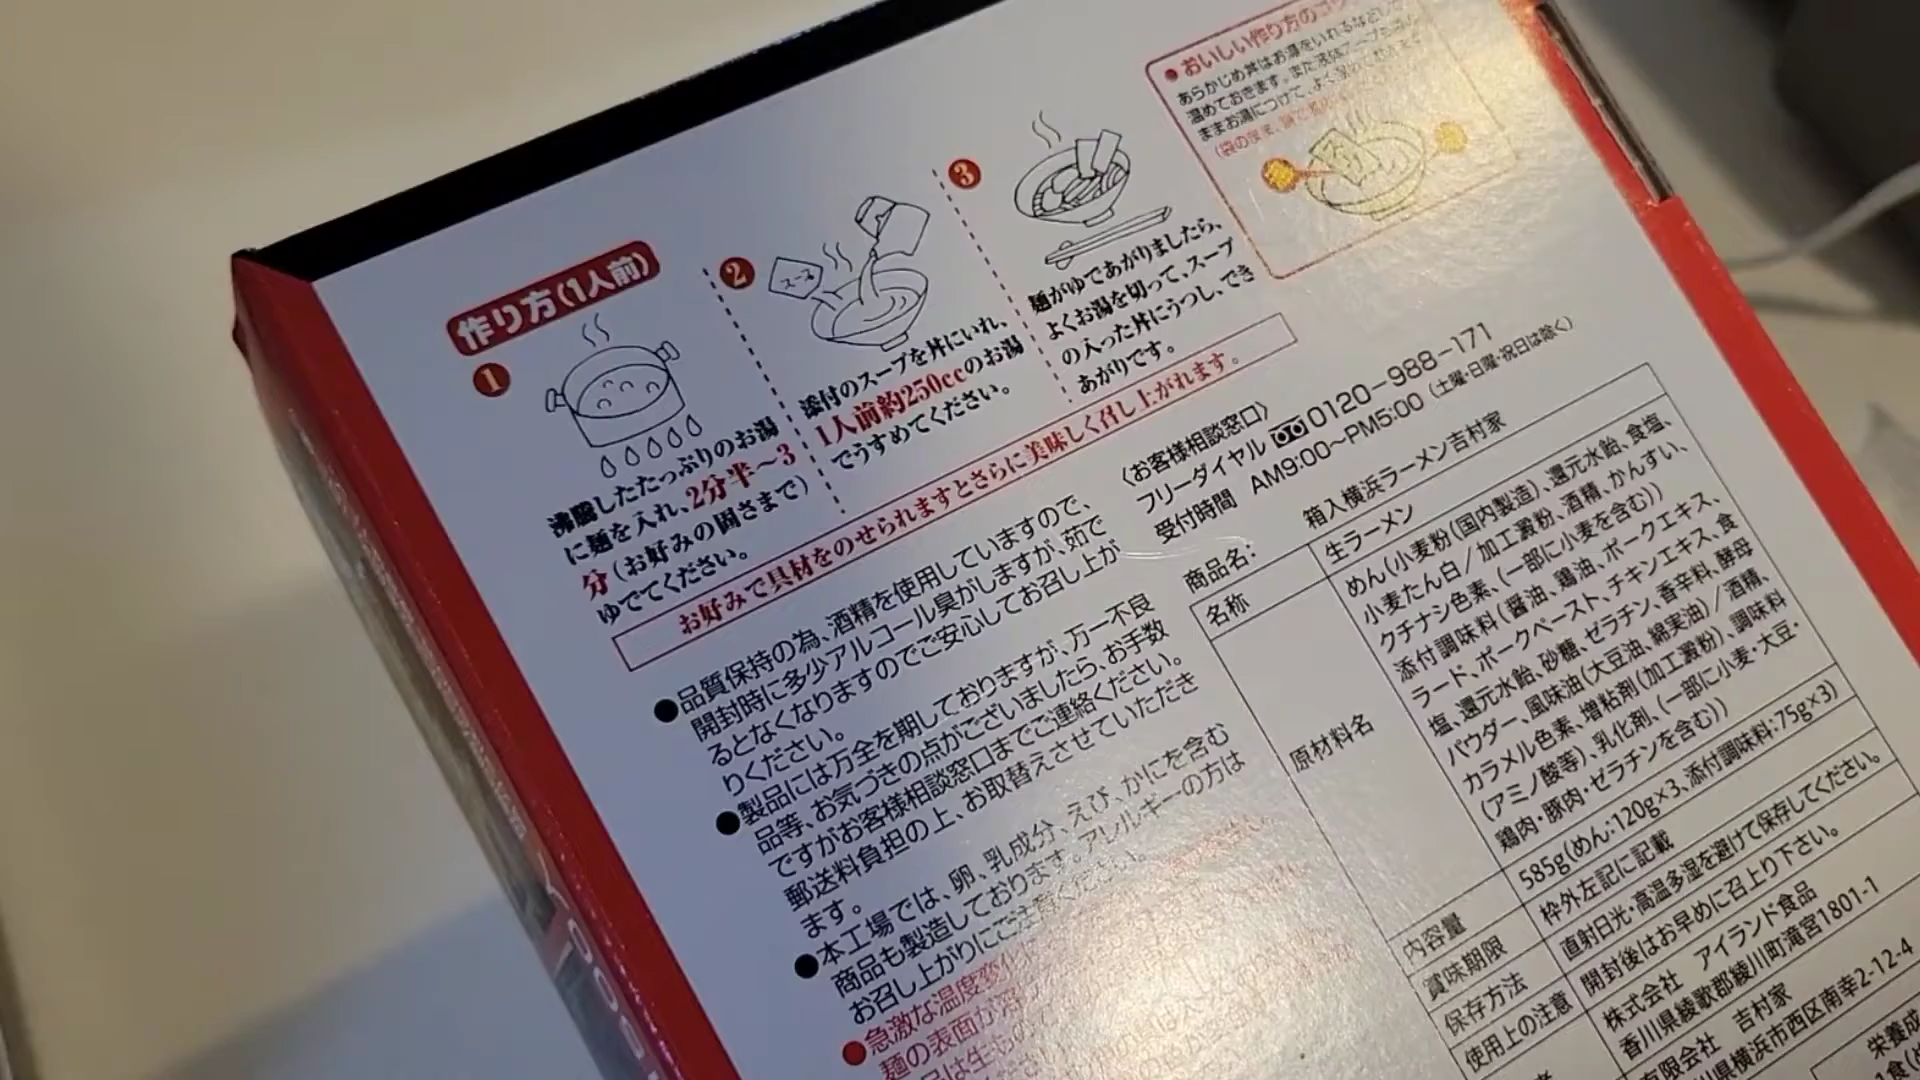 作り方(1人前)
1
沸騰したたっぷりのお湯
に麺を入れ、2分半〜3
分(お好みの固さまで)
ゆでてください。
2
スープ
添付のスープを丼にいれ、
1人前約250ccのお湯
でうすめてください。
3
麺がゆであがりましたら、
よくお湯を切って、スープ
の入った丼にうつし、でき
あがりです。
お好みで具材をのせられますとさらに美味しく召し上がれます。
●おいしい作り方のコツ
あらかじめ丼はお湯をいれるなどして
温めておきます。また液体スープも
ままお湯につけて、よく温めて
〈お客様相談窓口〉
フリーダイヤル 0120-988-171
受付時間 AM9:00〜PM5:00(土曜・日曜・祝日は除く)
●品質保持の為、酒精を使用していますので、
開封時に多少アルコール臭がしますが、茹で
るとなくなりますのでご安心してお召し上が
りください。
●製品には万全を期しておりますが、万一不良
品等、お気づきの点がございましたら、お手数
ですがお客様相談窓口までご連絡ください。
郵送料負担の上、お取替えさせていただき
ます。
●本工場では、卵、乳成分、えび、かにを含む
商品も製造しております。アレルギーの方は
お召し上がりにご注意ください。
●急激な温度変化
麺の表面が
商品名: 箱入横浜ラーメン吉村家
名称 生ラーメン
原材料名
めん(小麦粉(国内製造)、還元水飴、食塩、
小麦たん白/加工澱粉、酒精、かんすい、
クチナシ色素、(一部に小麦を含む))
添付調味料(醤油、鶏油、ポークエキス、
ラード、ポークペースト、チキンエキス、食
塩、還元水飴、砂糖、ゼラチン、香辛料、酵母
パウダー、風味油(大豆油、綿実油)/酒精、
カラメル色素、増粘剤(加工澱粉)、調味料
(アミノ酸等)、乳化剤、(一部に小麦・大豆・
鶏肉・豚肉・ゼラチンを含む))
内容量 585g(めん:120g×3、添付調味料:75g×3)
賞味期限 枠外左記に記載
保存方法 直射日光・高温多湿を避けて保存してください。
使用上の注意 開封後はお早めに召上り下さい。
株式会社 アイランド食品
香川県綾歌郡綾川町滝宮1801-1
有限会社 吉村家
県横浜市西区南幸2-12-4
栄養成
1食